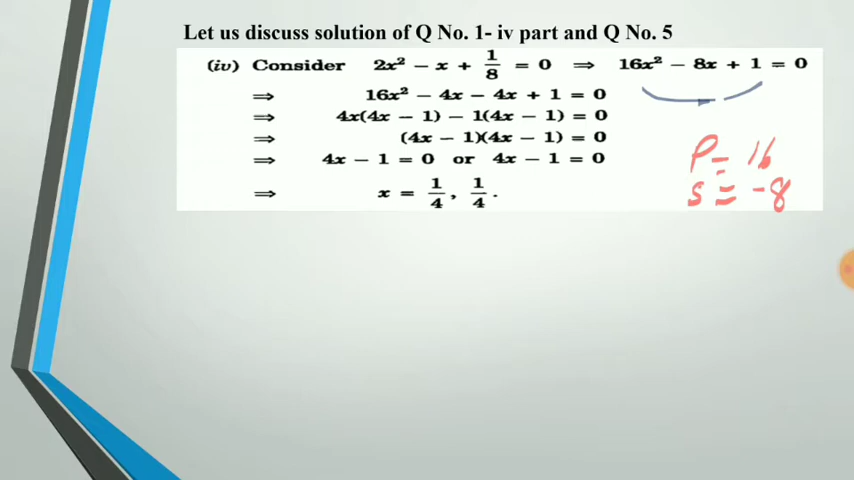 Let us discuss solution of Q No. 1- iv part and Q No. 5
(iv) Consider 2x² − x + 1/8 = 0 ⇒ 16x² − 8x + 1 = 0
⇒ 16x² − 4x − 4x + 1 = 0
⇒ 4x(4x − 1) − 1(4x − 1) = 0
⇒ (4x − 1)(4x − 1) = 0
⇒ 4x − 1 = 0 or 4x − 1 = 0
⇒ x = 1/4, 1/4.
P = 16
S = -8